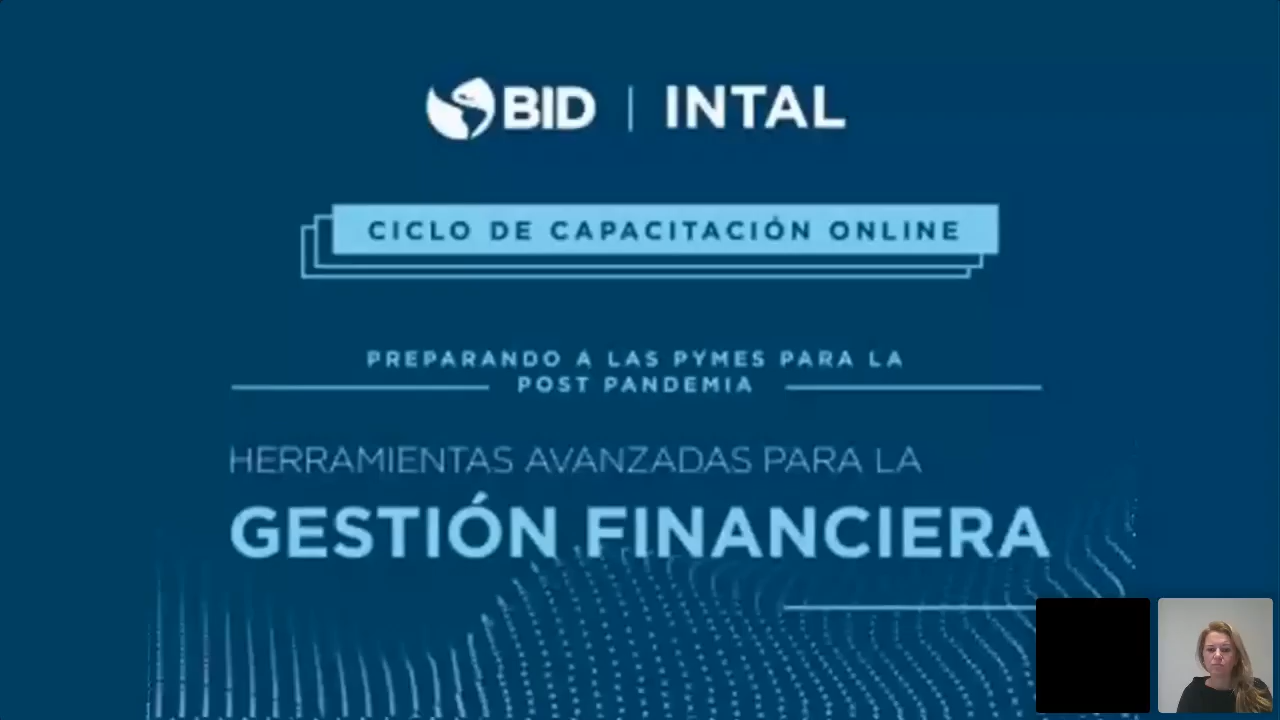 BID | INTAL
CICLO DE CAPACITACIÓN ONLINE
PREPARANDO A LAS PYMES PARA LA
POST PANDEMIA
HERRAMIENTAS AVANZADAS PARA LA
GESTIÓN FINANCIERA